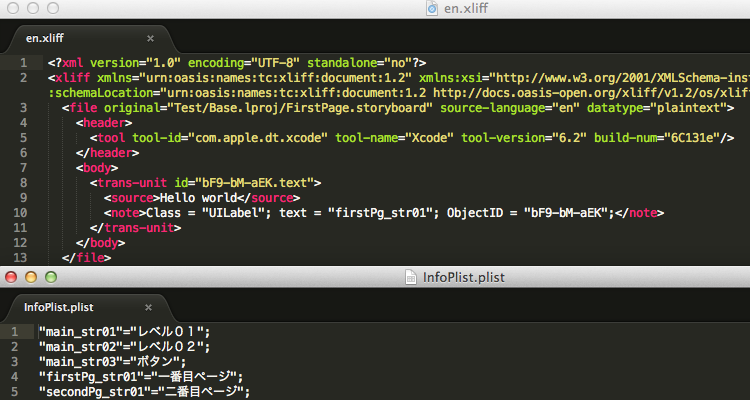 en.xliff
en.xliff ×
1 <?xml version="1.0" encoding="UTF-8" standalone="no"?>
2 <xliff xmlns="urn:oasis:names:tc:xliff:document:1.2" xmlns:xsi="http://www.w3.org/2001/XMLSchema-inst
:schemaLocation="urn:oasis:names:tc:xliff:document:1.2 http://docs.oasis-open.org/xliff/v1.2/os/xliff
3 <file original="Test/Base.lproj/FirstPage.storyboard" source-language="en" datatype="plaintext">
4 <header>
5 <tool tool-id="com.apple.dt.xcode" tool-name="Xcode" tool-version="6.2" build-num="6C131e"/>
6 </header>
7 <body>
8 <trans-unit id="bF9-bM-aEK.text">
9 <source>Hello world</source>
10 <note>Class = "UILabel"; text = "firstPg_str01"; ObjectID = "bF9-bM-aEK";</note>
11 </trans-unit>
12 </body>
13 </file>
InfoPlist.plist
InfoPlist.plist ×
1 "main_str01"="レベル０１";
2 "main_str02"="レベル０２";
3 "main_str03"="ボタン";
4 "firstPg_str01"="一番目ページ";
5 "secondPg_str01"="二番目ページ";